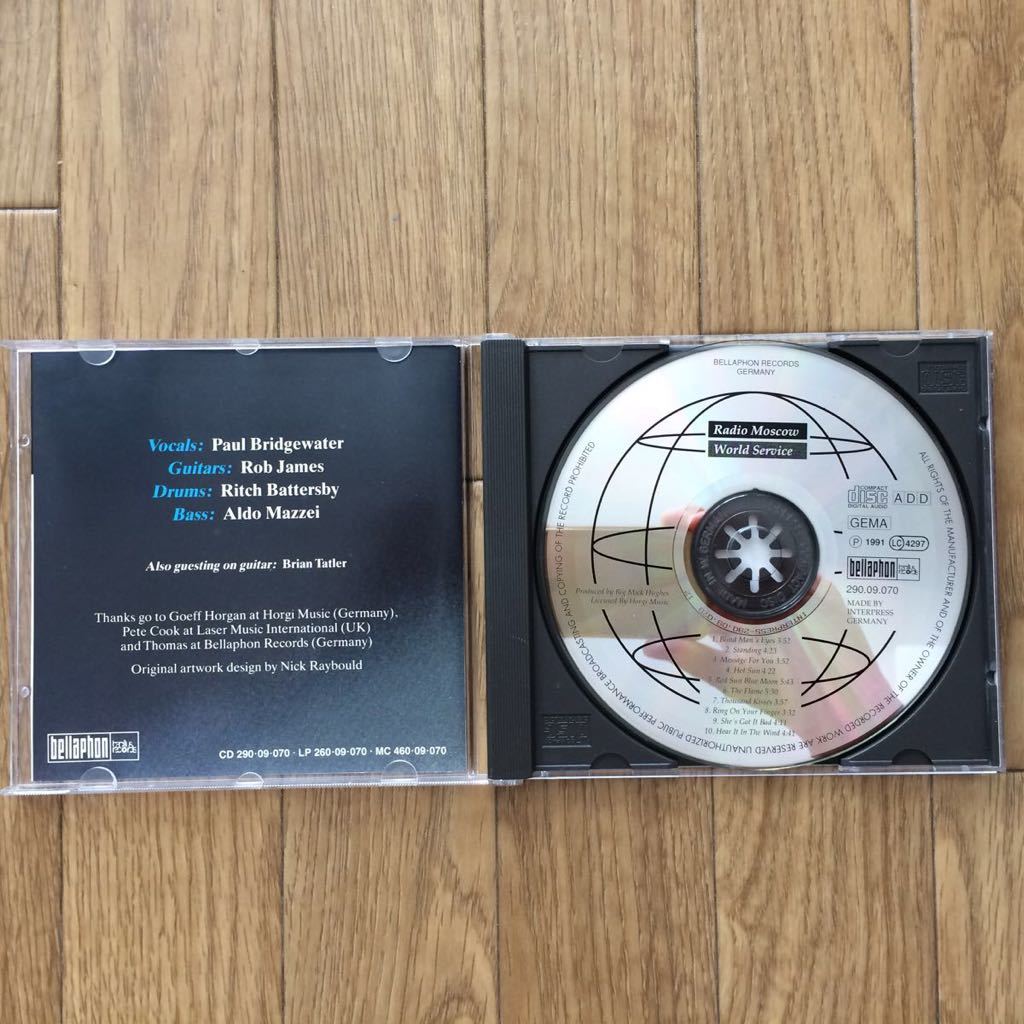 Vocals: Paul Bridgewater
Guitars: Rob James
Drums: Ritch Battersby
Bass: Aldo Mazzei
Also guesting on guitar: Brian Tatler
Thanks go to Goeff Horgan at Horgi Music (Germany).
Pete Cook at Laser Music International (UK)
and Thomas at Bellaphon Records (Germany)
Original artwork design by Nick Raybould
bellaphon
CD 290·09·070 · LP 260·09·070 · MC 460·09·070
BELLAPHON RECORDS
GERMANY
Radio Moscow
World Service
COMPACT
disc
DIGITAL AUDIO
ADD
GEMA
P 1991 LC 4297
bellaphon
290.09.070
MADE BY
INTERPRESS
GERMANY
Produced by Big Mick Hughes
Licensed By Horgi Music
1. Blind Man's Eyes 3:52
2. Standing 4.23
3. Message For You 3.52
4. Hot Sun 4 22
5. Red Sun Blue Moon 5:43
6. The Flame 5:30
7. Thousand Kisses 3:57
8. Ring On Your Finger 3:32
9. She's Got It Bad 4:11
10. Hear It In The Wind 4:41
ALL RIGHTS OF THE MANUFACTURER AND OF THE OWNER OF THE RECORDED WORK ARE RESERVED UNAUTHORIZED PUBLIC PERFORMANCE BROADCASTING AND COPYING OF THE RECORD PROHIBITED